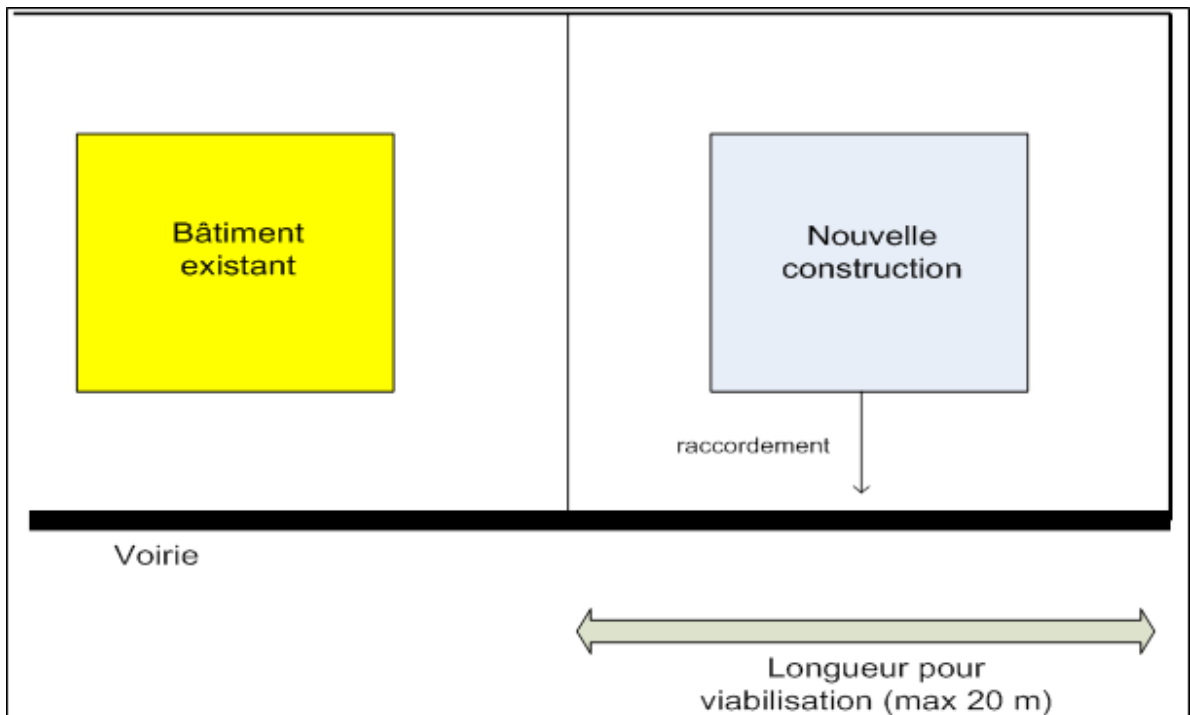 Bâtiment
existant
Nouvelle
construction
raccordement
Voirie
Longueur pour
viabilisation (max 20 m)